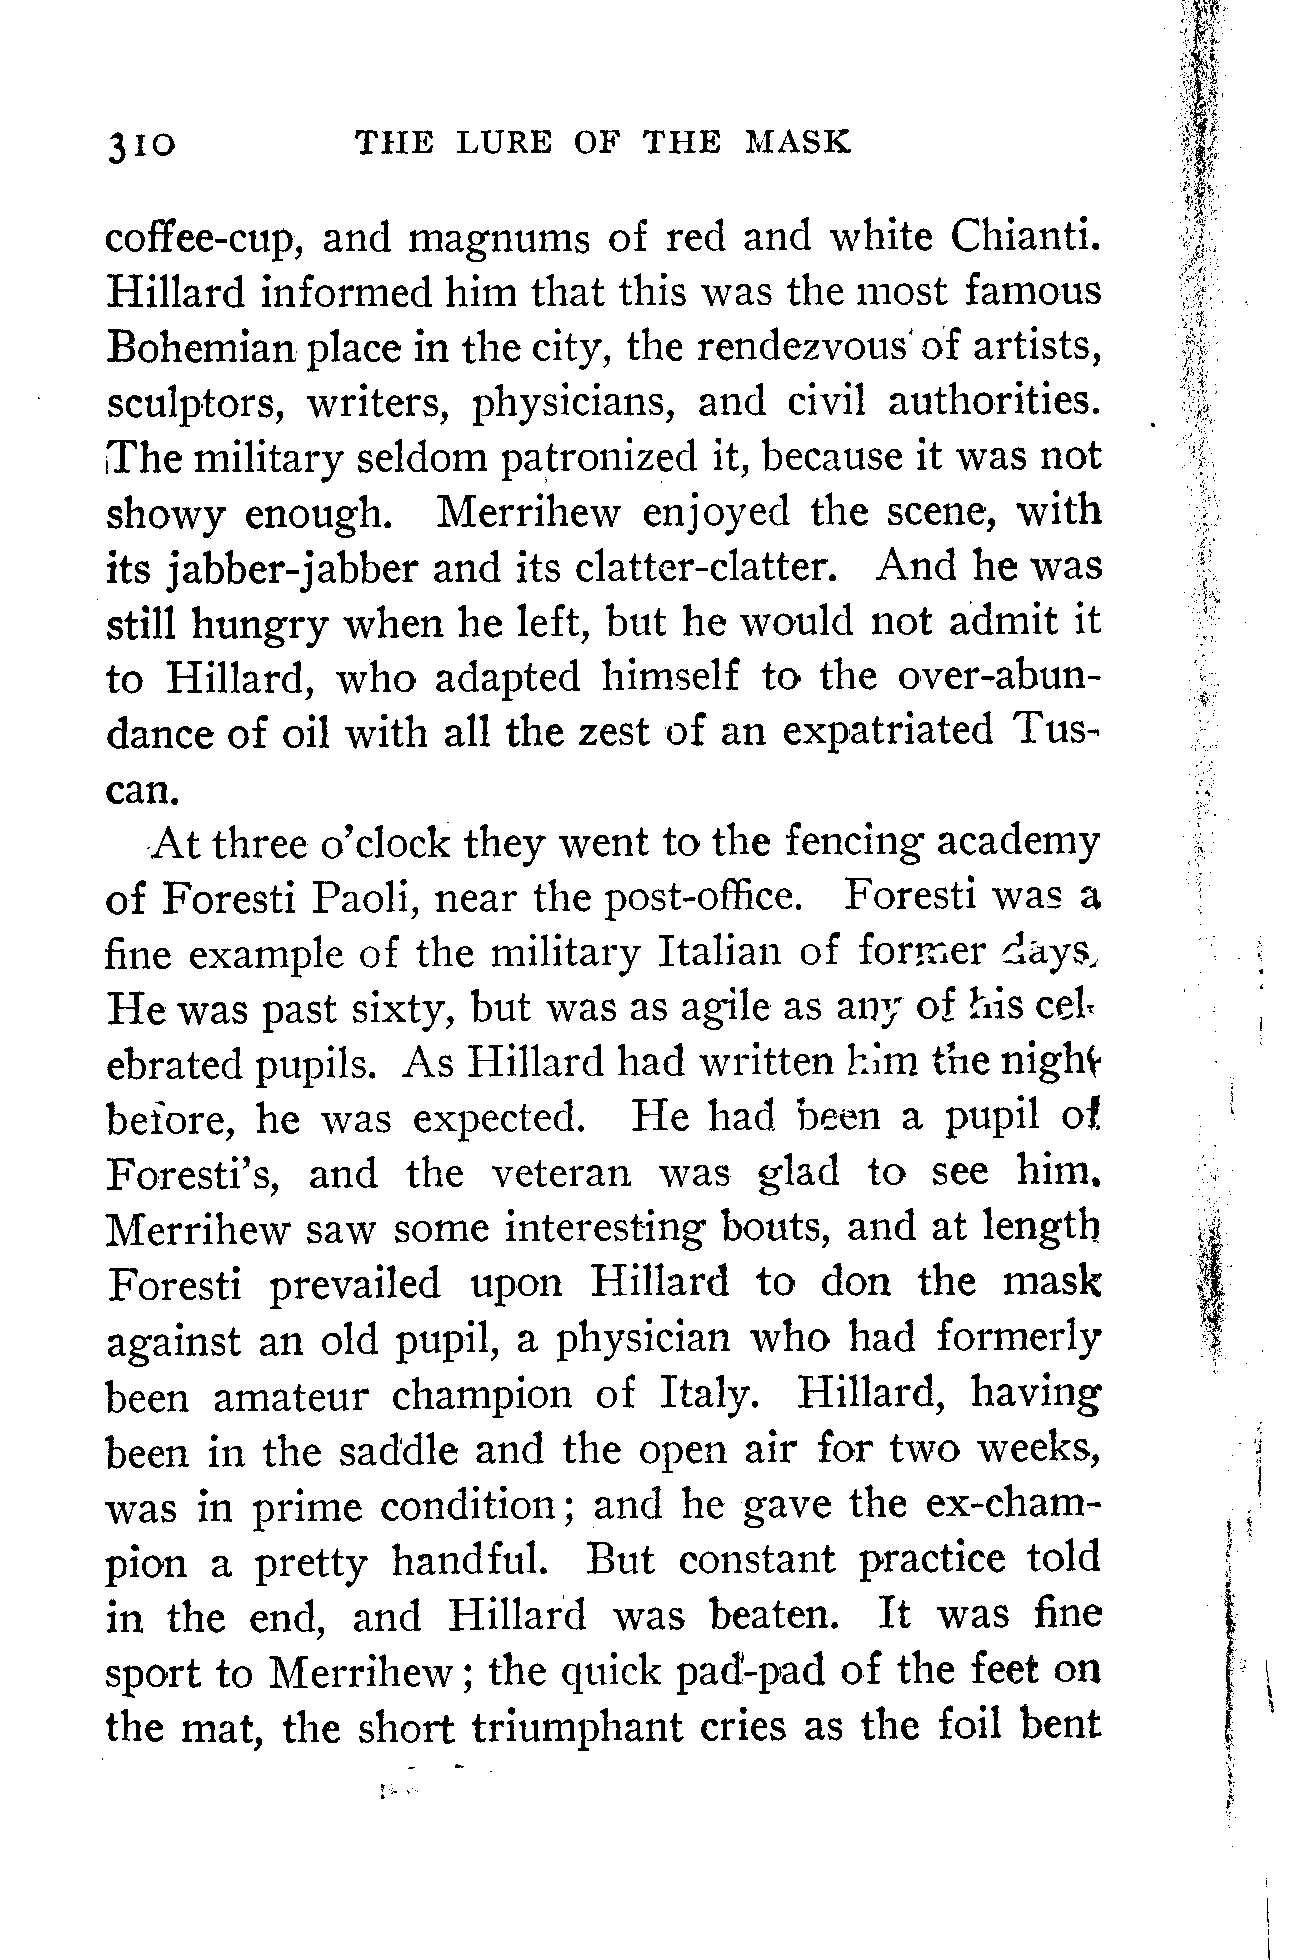 310 THE LURE OF THE MASK
coffee-cup, and magnums of red and white Chianti.
Hillard informed him that this was the most famous
Bohemian place in the city, the rendezvous of artists,
sculptors, writers, physicians, and civil authorities.
The military seldom patronized it, because it was not
showy enough. Merrihew enjoyed the scene, with
its jabber-jabber and its clatter-clatter. And he was
still hungry when he left, but he would not admit it
to Hillard, who adapted himself to the over-abun-
dance of oil with all the zest of an expatriated Tus-
can.
At three o'clock they went to the fencing academy
of Foresti Paoli, near the post-office. Foresti was a
fine example of the military Italian of former days.
He was past sixty, but was as agile as any of his cel-
ebrated pupils. As Hillard had written him the night
before, he was expected. He had been a pupil of
Foresti's, and the veteran was glad to see him.
Merrihew saw some interesting bouts, and at length
Foresti prevailed upon Hillard to don the mask
against an old pupil, a physician who had formerly
been amateur champion of Italy. Hillard, having
been in the saddle and the open air for two weeks,
was in prime condition; and he gave the ex-cham-
pion a pretty handful. But constant practice told
in the end, and Hillard was beaten. It was fine
sport to Merrihew; the quick pad-pad of the feet on
the mat, the short triumphant cries as the foil bent